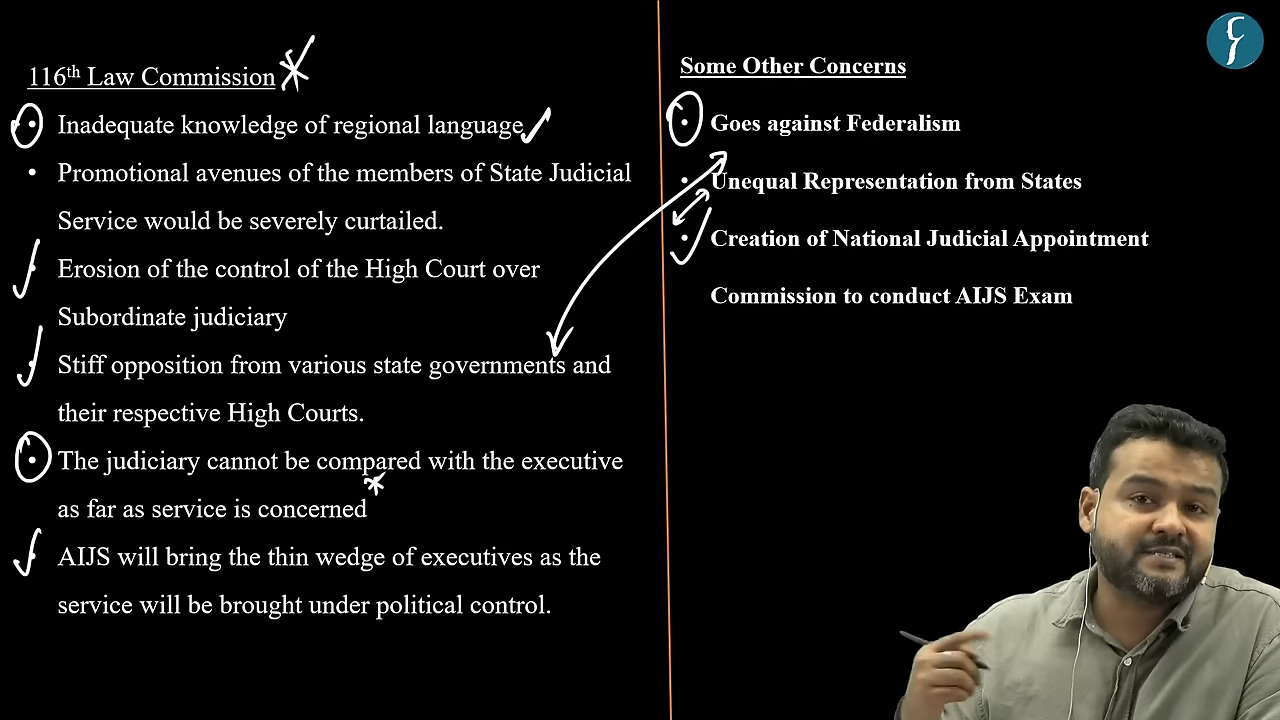 116th Law Commission
• Inadequate knowledge of regional language
• Promotional avenues of the members of State Judicial
Service would be severely curtailed.
• Erosion of the control of the High Court over
Subordinate judiciary
• Stiff opposition from various state governments and
their respective High Courts.
• The judiciary cannot be compared with the executive
as far as service is concerned
• AIJS will bring the thin wedge of executives as the
service will be brought under political control.
Some Other Concerns
• Goes against Federalism
• Unequal Representation from States
• Creation of National Judicial Appointment
Commission to conduct AIJS Exam